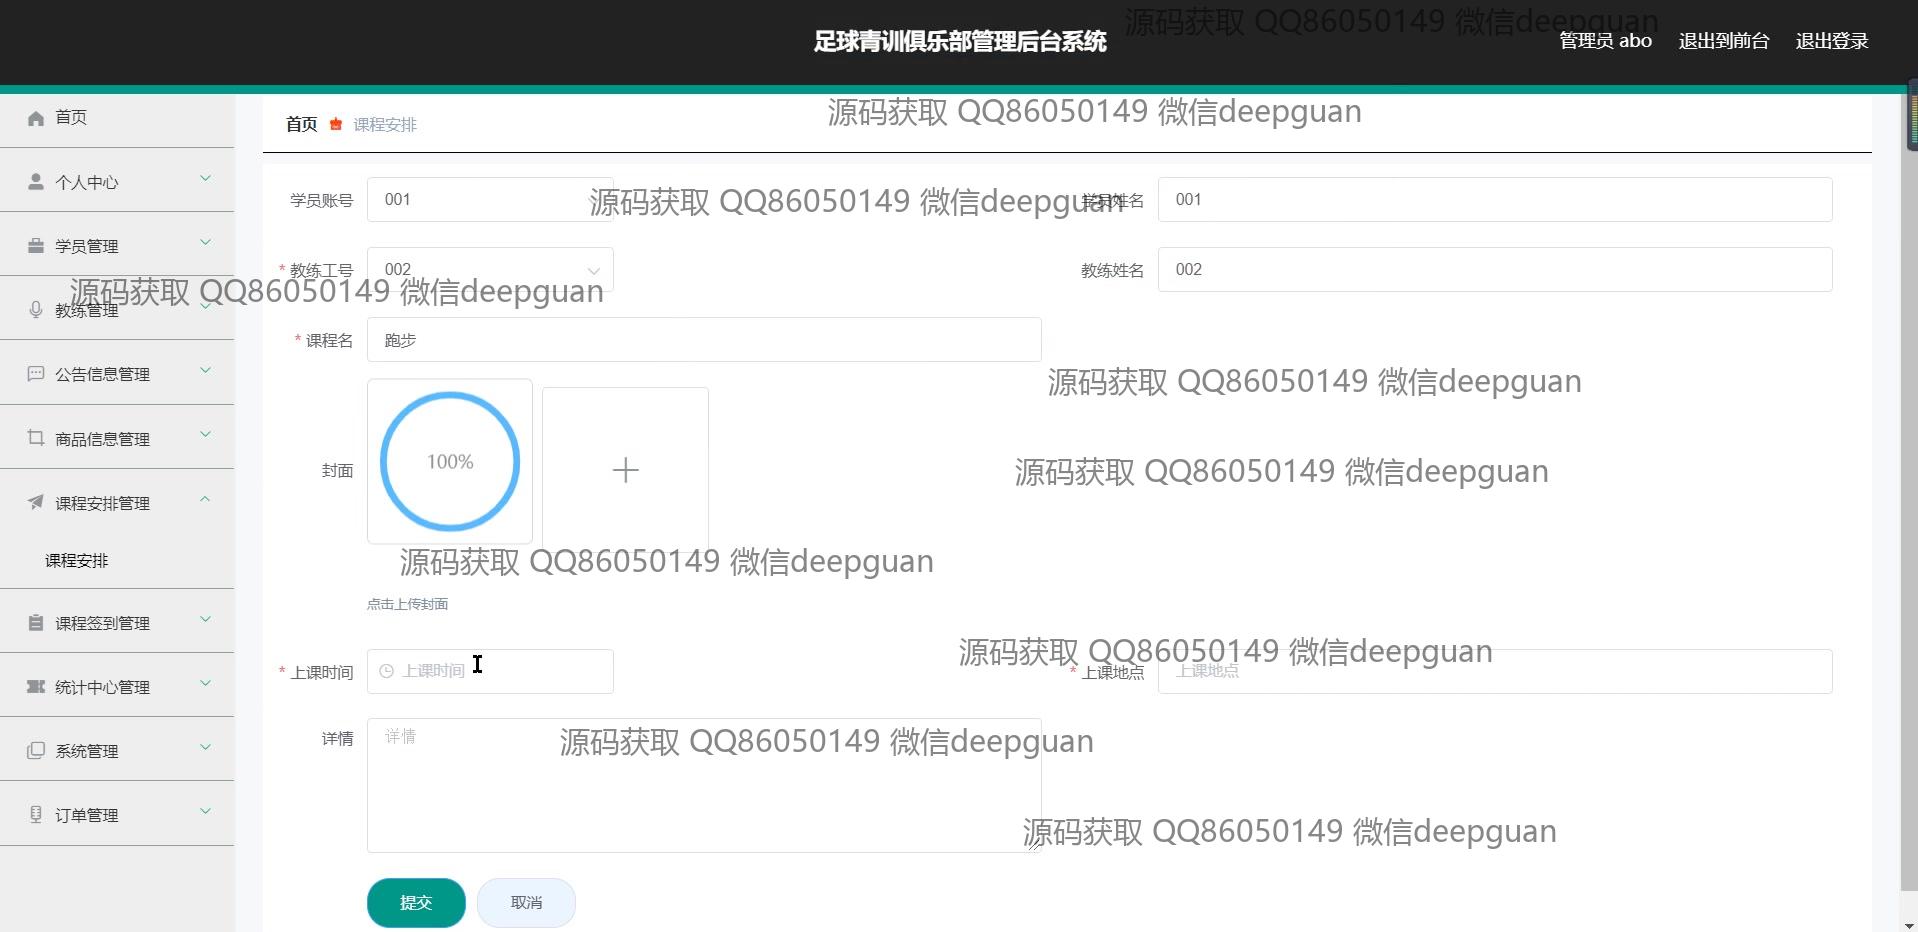 源码获取 QQ86050149 微信deepguan
足球青训俱乐部管理后台系统
管理员 abo 退出到前台 退出登录
首页
个人中心
学员管理
教练管理
公告信息管理
商品信息管理
课程安排管理
课程安排
课程签到管理
统计中心管理
系统管理
订单管理
源码获取 QQ86050149 微信deepguan
首页 课程安排
学员账号 001 学员姓名 001
源码获取 QQ86050149 微信deepguan
* 教练工号 002 教练姓名 002
源码获取 QQ86050149 微信deepguan
* 课程名 跑步
源码获取 QQ86050149 微信deepguan
封面 100%
源码获取 QQ86050149 微信deepguan
源码获取 QQ86050149 微信deepguan
点击上传封面
源码获取 QQ86050149 微信deepguan
* 上课时间 上课时间 * 上课地点 上课地点
详情 详情
源码获取 QQ86050149 微信deepguan
源码获取 QQ86050149 微信deepguan
提交 取消